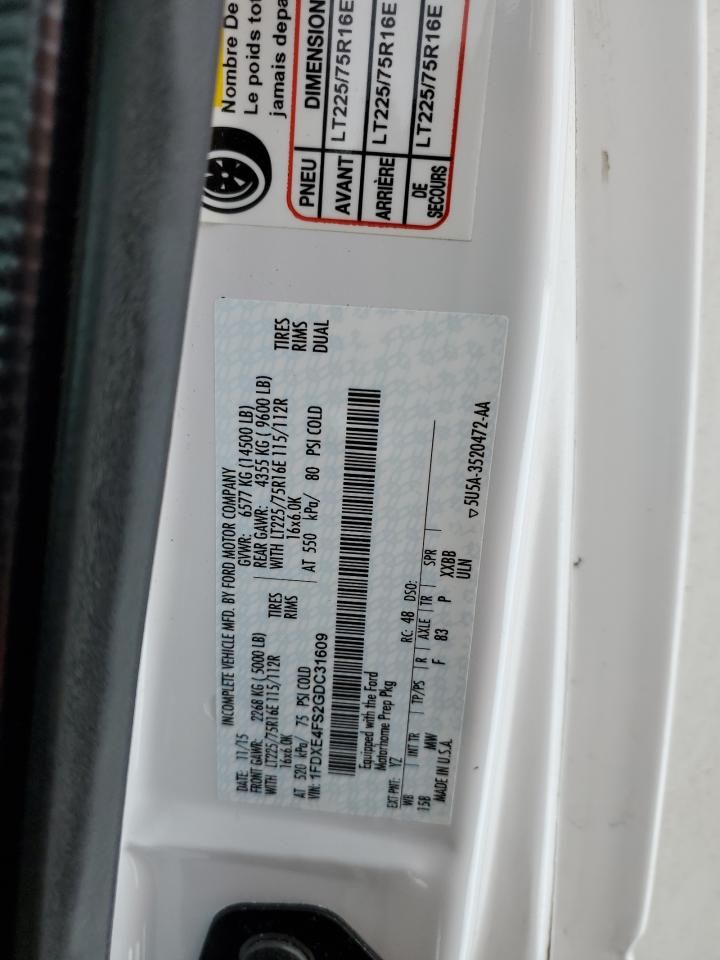 Nombre De
Le poids tot
jamais depa
PNEU DIMENSION
AVANT LT225/75R16E
ARRIÈRE LT225/75R16E
DE SECOURS LT225/75R16E
INCOMPLETE VEHICLE MFD. BY FORD MOTOR COMPANY
DATE: 11/15 GVWR: 6577 KG (14500 LB)
FRONT GAWR: 2268 KG ( 5000 LB) REAR GAWR: 4355 KG ( 9600 LB)
WITH LT225/75R16E 115/112R TIRES WITH LT225/75R16E 115/112R TIRES
16x6.0K RIMS 16x6.0K RIMS
AT 520 kPa/ 75 PSI COLD AT 550 kPa/ 80 PSI COLD DUAL
VIN: 1FDXE4FS2GDC31609
Equipped with the Ford
Motorhome Prep Pkg
EXT PNT: YZ RC: 48 DSO:
WB INT TR TP/PS R AXLE TR SPR
158 MW F 83 P XXBB
MADE IN U.S.A. ULN
▽5U5A-3520472-AA